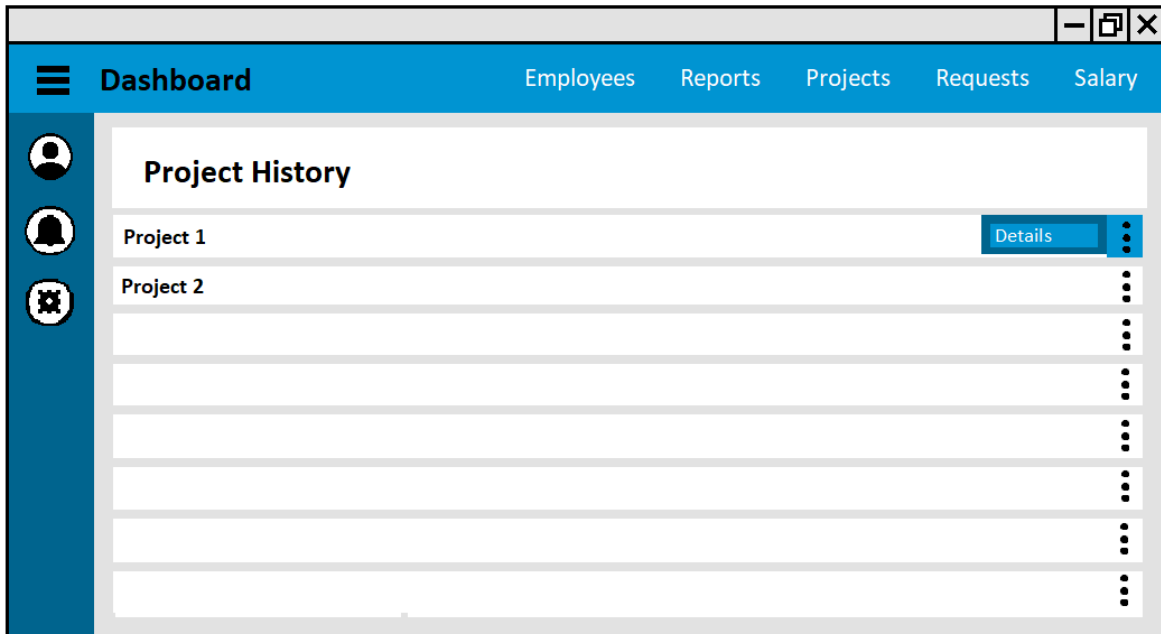 Dashboard Employees Reports Projects Requests Salary
Project History
Project 1 Details
Project 2